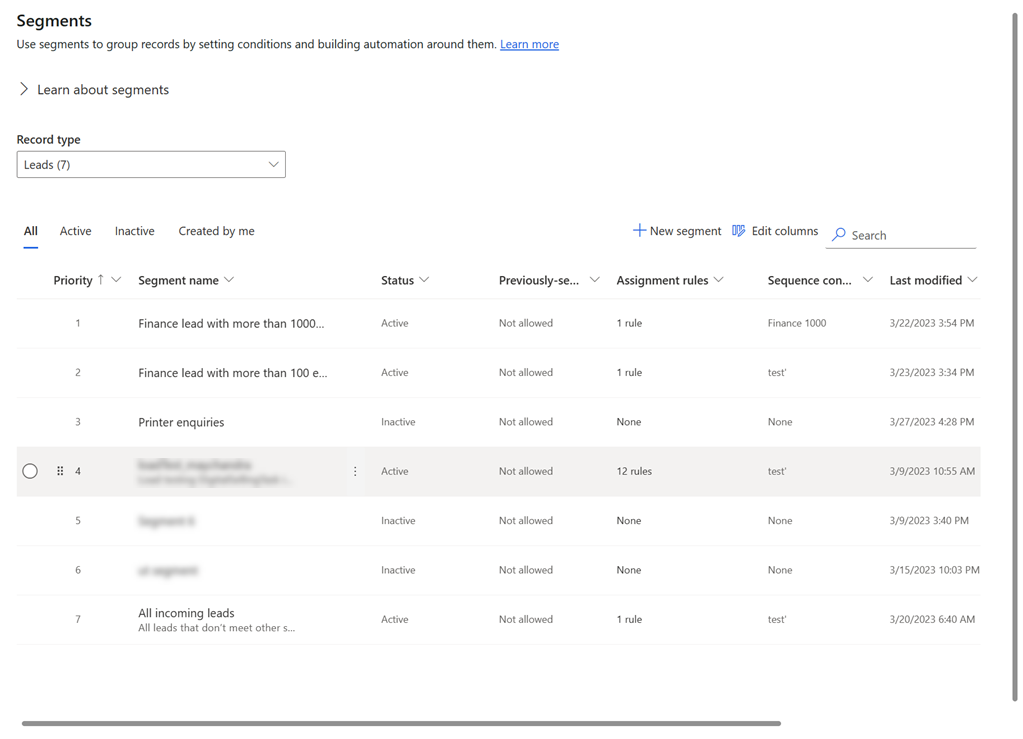 Segments
Use segments to group records by setting conditions and building automation around them. Learn more
Learn about segments
Record type
Leads (7)
All Active Inactive Created by me New segment Edit columns Search
Priority Segment name Status Previously-se... Assignment rules Sequence con... Last modified
1 Finance lead with more than 1000... Active Not allowed 1 rule Finance 1000 3/22/2023 3:54 PM
2 Finance lead with more than 100 e... Active Not allowed 1 rule test' 3/23/2023 3:34 PM
3 Printer enquiries Inactive Not allowed None None 3/27/2023 4:28 PM
4 Active Not allowed 12 rules test' 3/9/2023 10:55 AM
5 Inactive Not allowed None None 3/9/2023 3:40 PM
6 Inactive Not allowed None None 3/15/2023 10:03 PM
7 All incoming leads Active Not allowed 1 rule test' 3/20/2023 6:40 AM
All leads that don't meet other s...